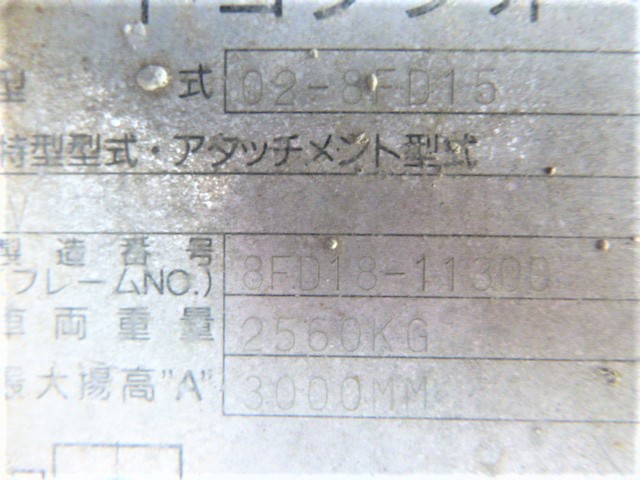 型式 02-8FD15
特型型式・アタッチメント型式
V
製造番号
フレームNO.) 8FD18-11300
車両重量 2560KG
最大揚高"A" 3000MM